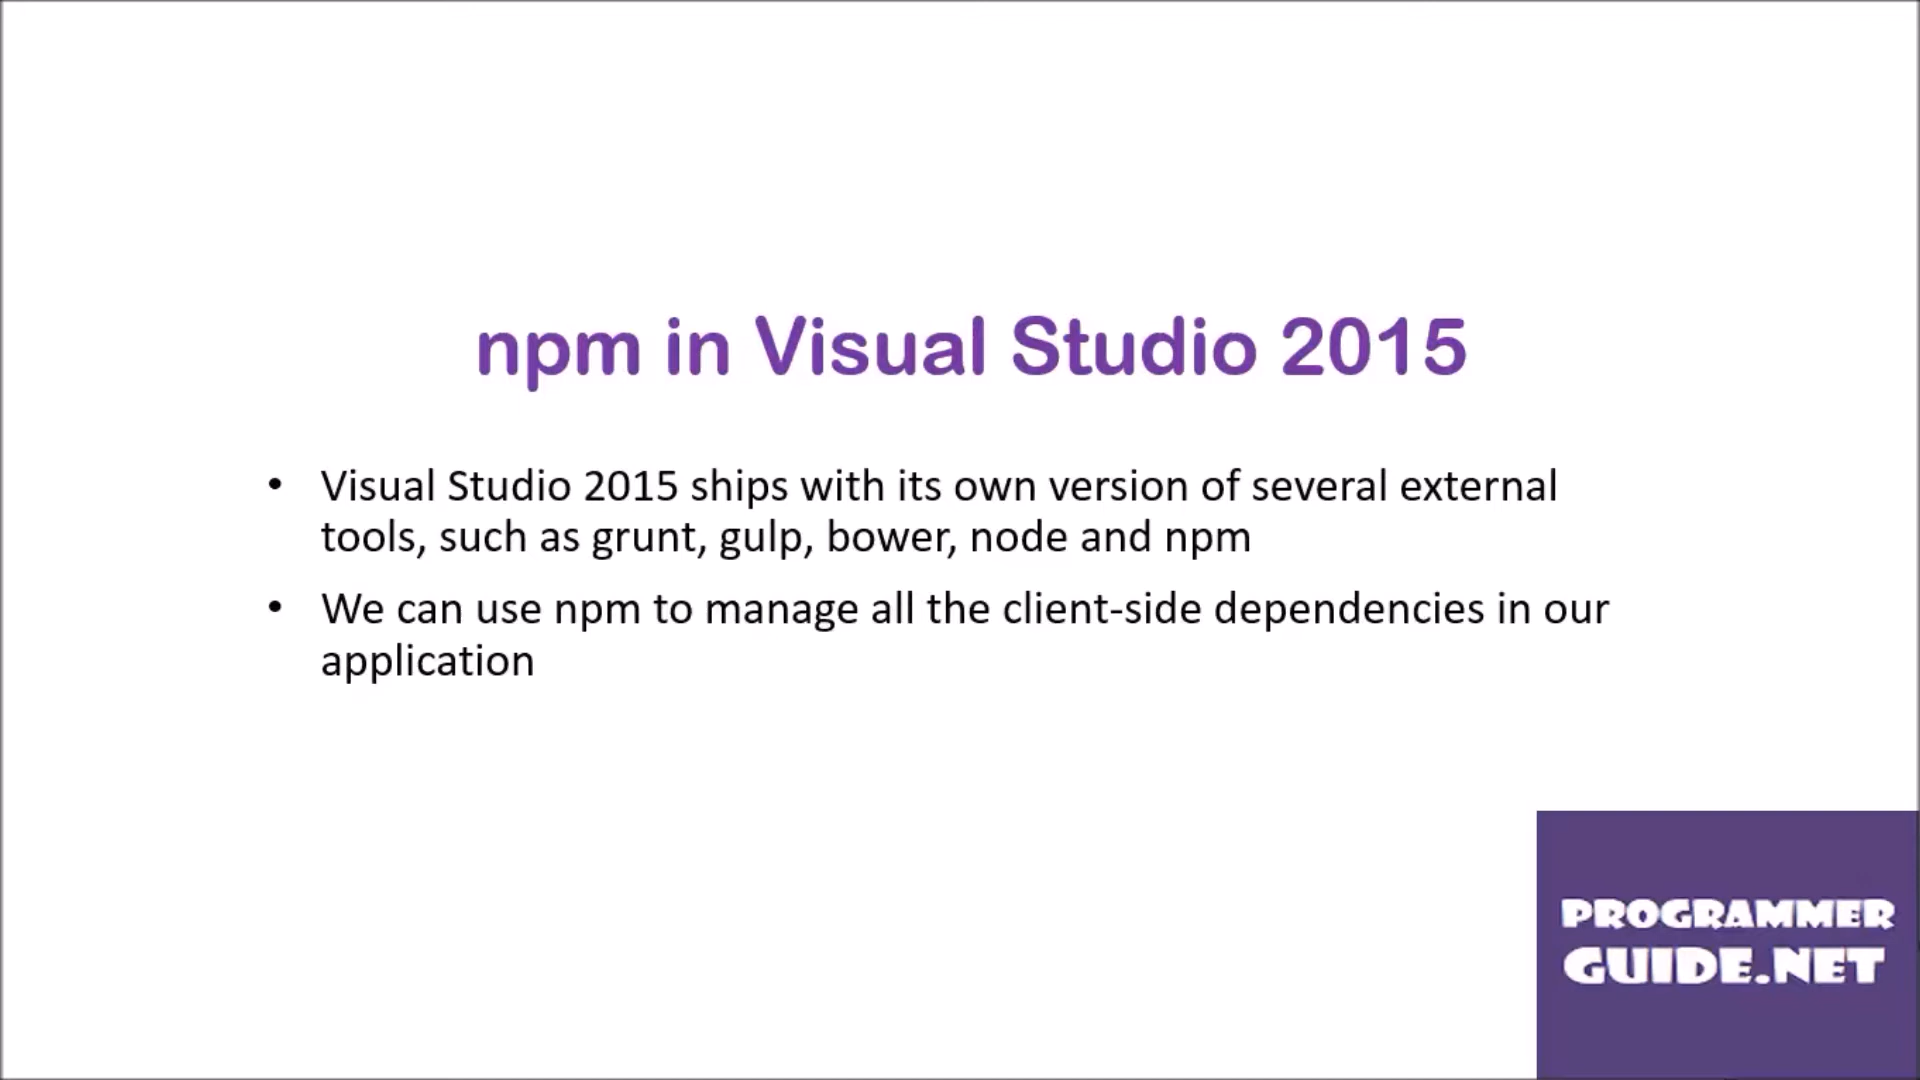 npm in Visual Studio 2015
• Visual Studio 2015 ships with its own version of several external
tools, such as grunt, gulp, bower, node and npm
• We can use npm to manage all the client-side dependencies in our
application
PROGRAMMER
GUIDE.NET